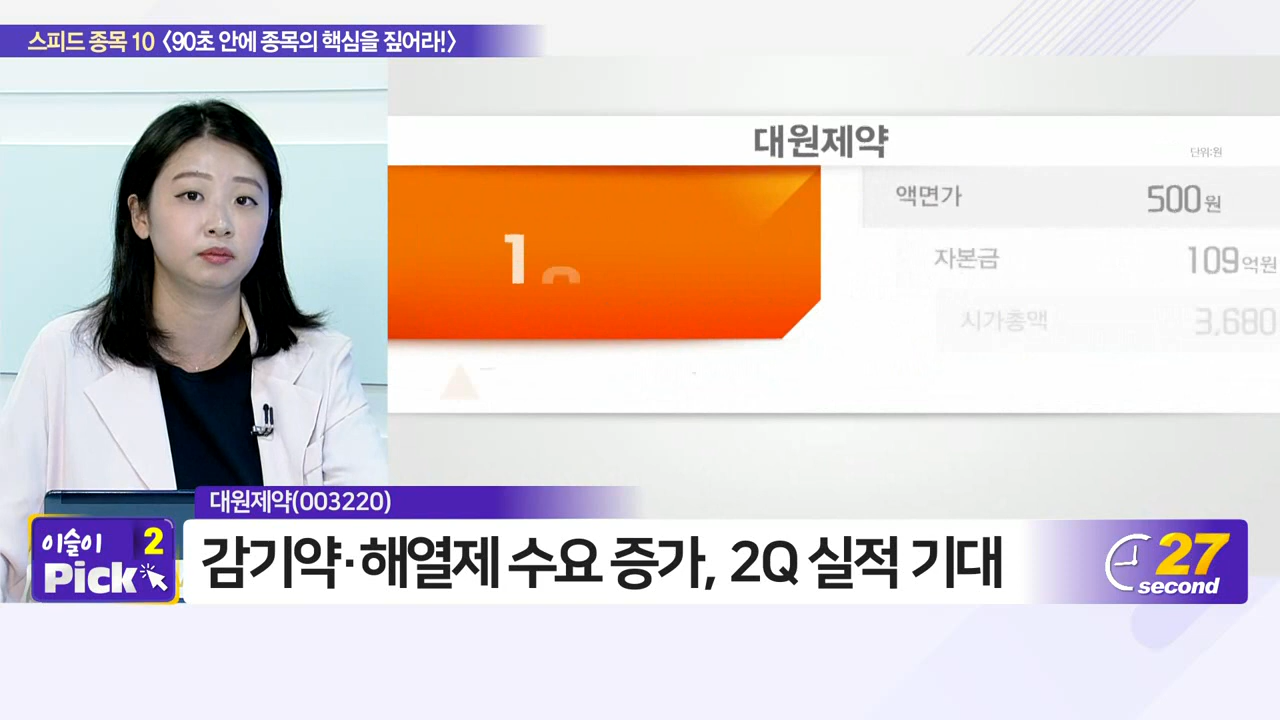 스피드 종목 10 〈90초 안에 종목의 핵심을 짚어라!〉
대원제약
단위:원
액면가 500원
자본금 109억원
시가총액 3,680
1
대원제약(003220)
이슬이 2
Pick
감기약·해열제 수요 증가, 2Q 실적 기대
27
second